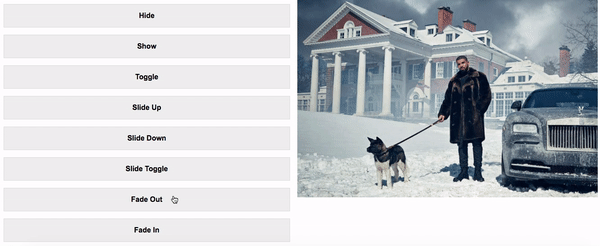 Hide
Show
Toggle
Slide Up
Slide Down
Slide Toggle
Fade Out
Fade In